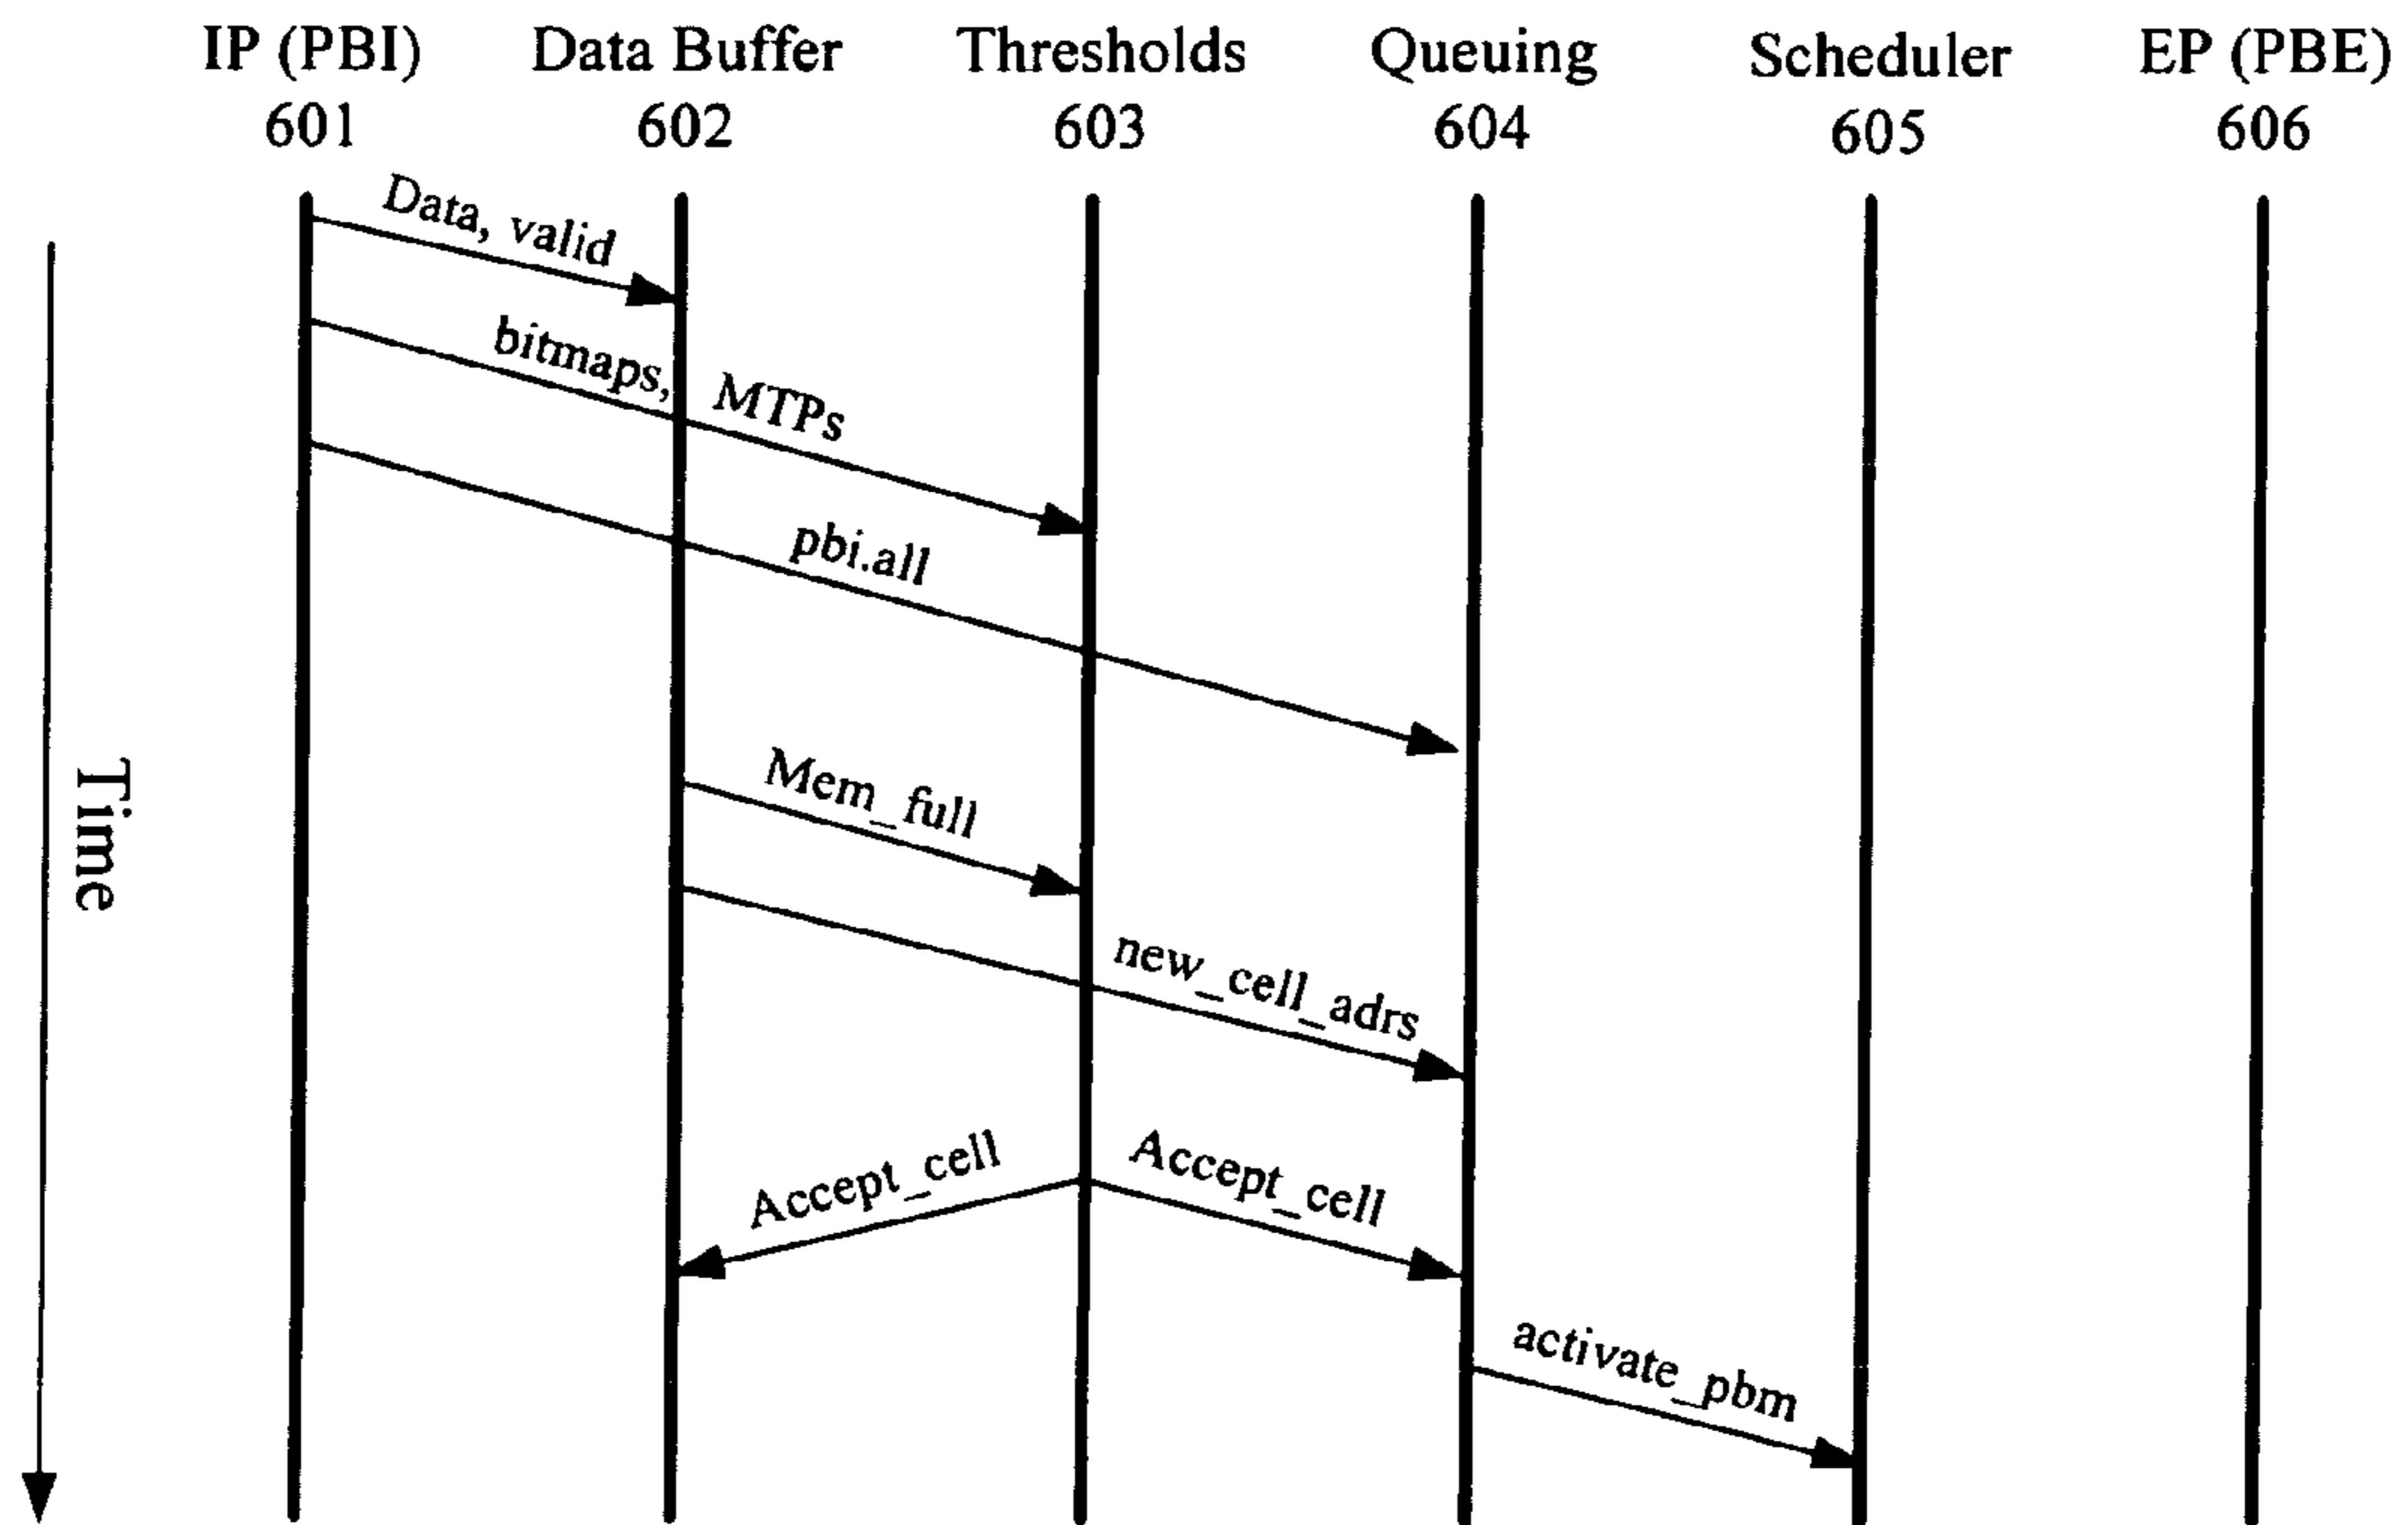 IP (PBI) Data Buffer Thresholds Queuing Scheduler EP (PBE)
601 602 603 604 605 606
Data, valid
bitmaps, MTPs
pbi.all
Mem_full
new_cell_adrs
Accept_cell Accept_cell
activate_pbm
Time